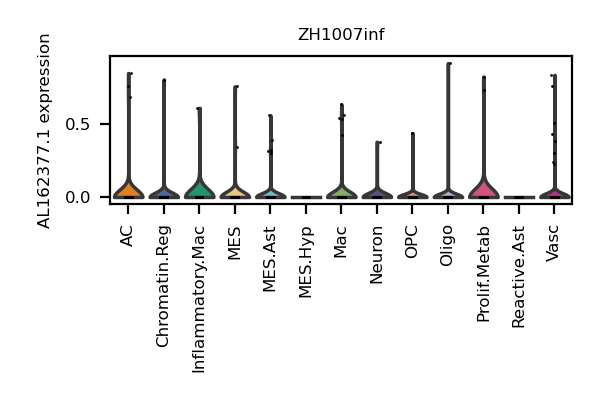 ZH1007inf
AL162377.1 expression
0.5
0.0
AC
Chromatin.Reg
Inflammatory.Mac
MES
MES.Ast
MES.Hyp
Mac
Neuron
OPC
Oligo
Prolif.Metab
Reactive.Ast
Vasc